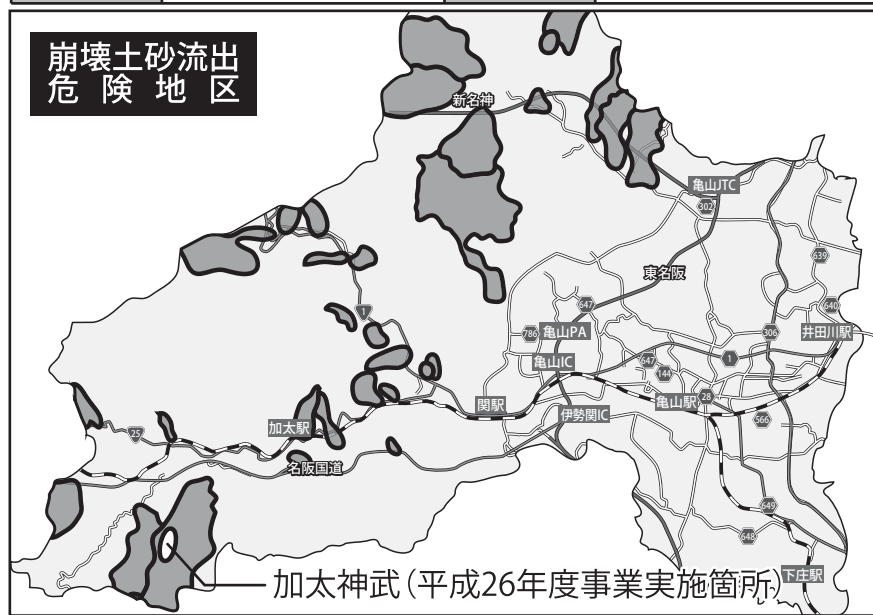 崩壊土砂流出
危険地区
新名神
亀山JTC
302
東名阪
639
1
647
640
786
亀山PA
306
井田川駅
亀山IC
647
1
144
関駅
亀山駅
28
伊勢関IC
566
加太駅
25
名阪国道
649
648
加太神武(平成26年度事業実施箇所)
下庄駅